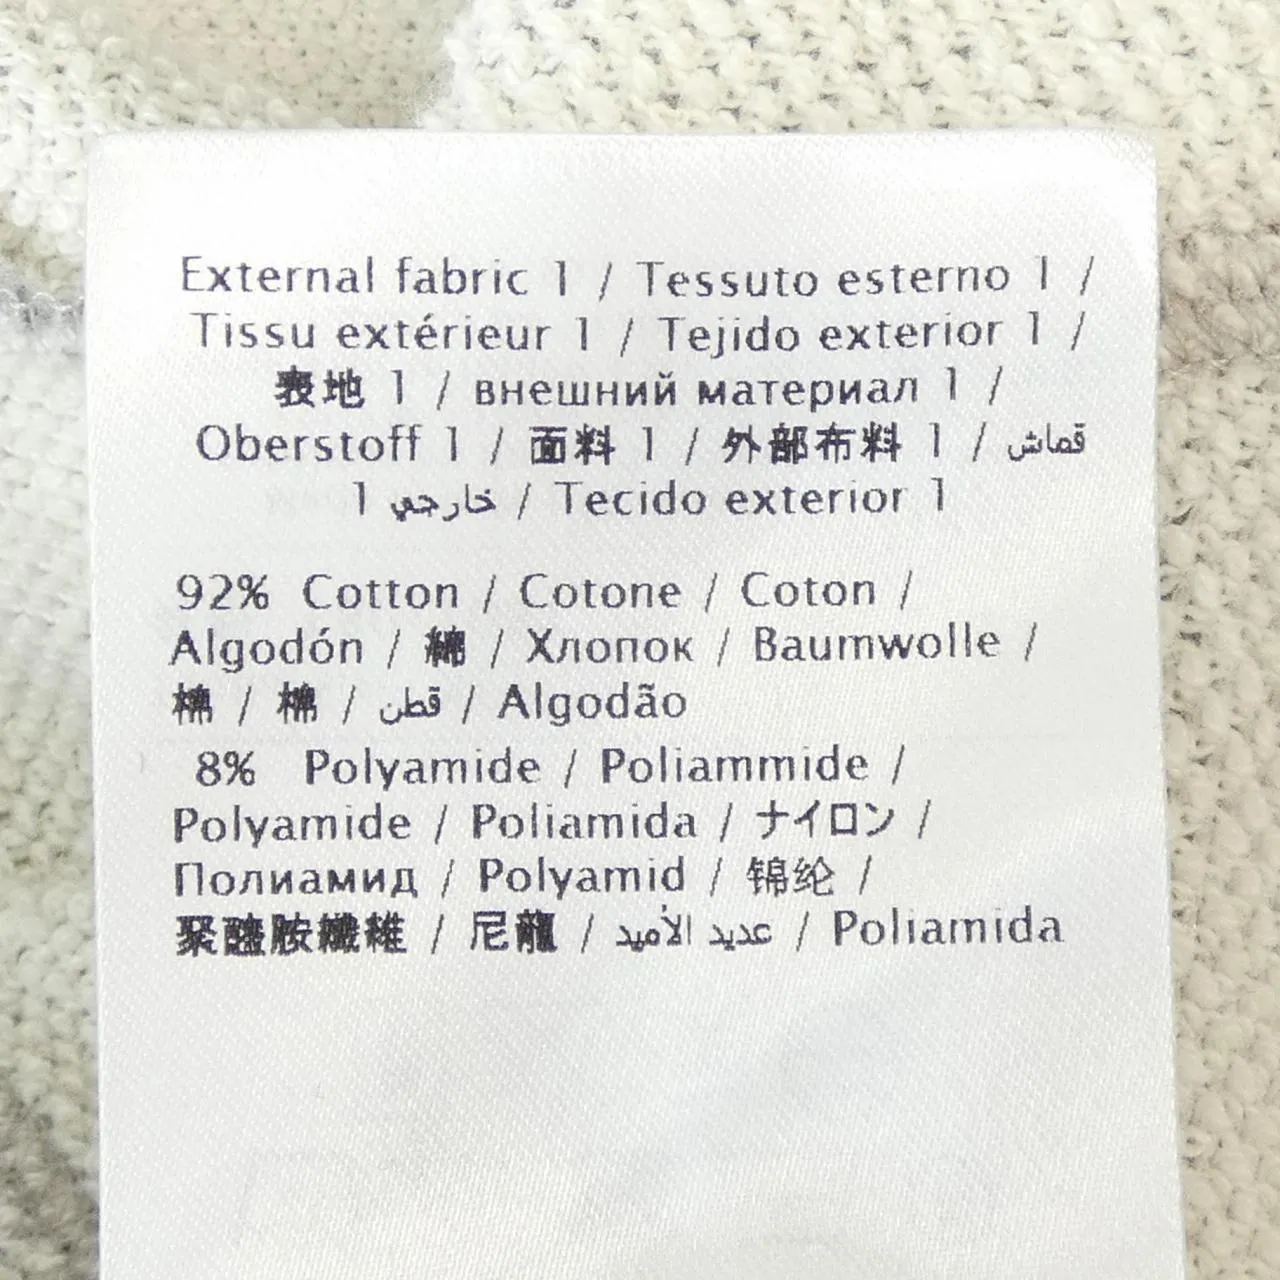 External fabric 1 / Tessuto esterno 1 /
Tissu extérieur 1 / Tejido exterior 1 /
表地 1 / внешний материал 1 /
Oberstoff 1 / 面料 1 / 外部布料 1 / قماش
خارجي 1 / Tecido exterior 1
92% Cotton / Cotone / Coton /
Algodón / 綿 / Хлопок / Baumwolle /
棉 / 棉 / قطن / Algodão
8% Polyamide / Poliammide /
Polyamide / Poliamida / ナイロン /
Полиамид / Polyamid / 锦纶 /
聚醯胺纖維 / 尼龍 / عديد الأميد / Poliamida